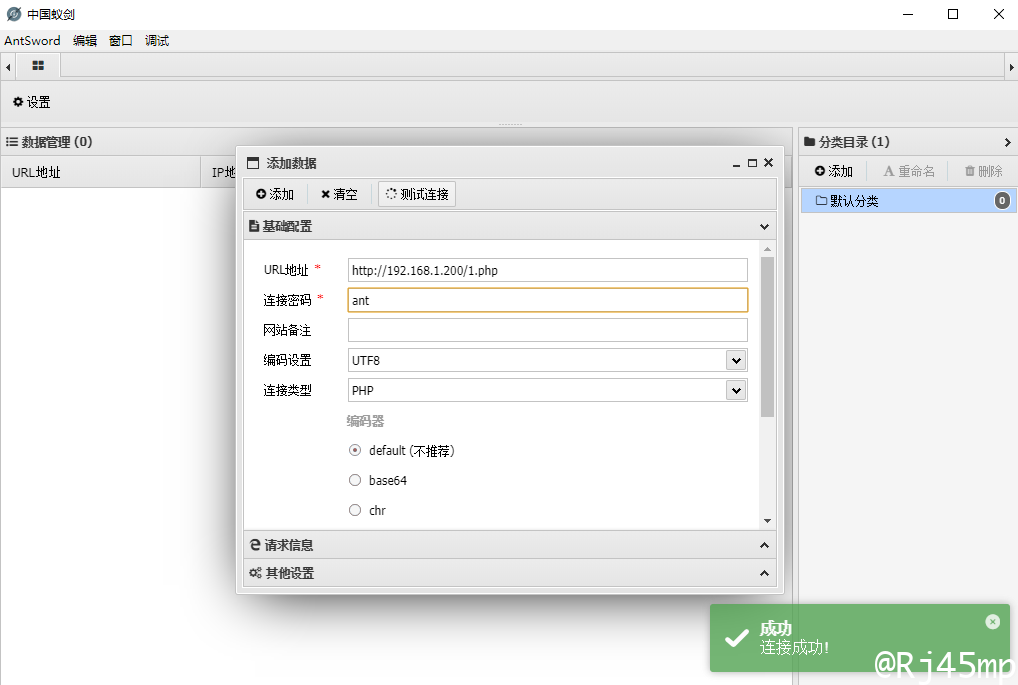 中国蚁剑
AntSword 编辑 窗口 调试
设置
数据管理 (0)
分类目录 (1)
URL地址 IP地
添加 重命名 删除
默认分类 0
添加数据
添加 清空 测试连接
基础配置
URL地址 * http://192.168.1.200/1.php
连接密码 * ant
网站备注
编码设置 UTF8
连接类型 PHP
编码器
default (不推荐)
base64
chr
请求信息
其他设置
成功
连接成功!
@Rj45mp